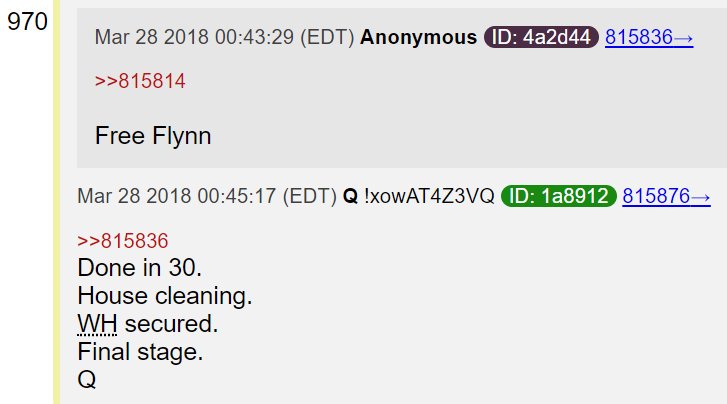 970
Mar 28 2018 00:43:29 (EDT) Anonymous ID: 4a2d44 815836→
>>815814
Free Flynn
Mar 28 2018 00:45:17 (EDT) Q !xowAT4Z3VQ ID: 1a8912 815876→
>>815836
Done in 30.
House cleaning.
WH secured.
Final stage.
Q